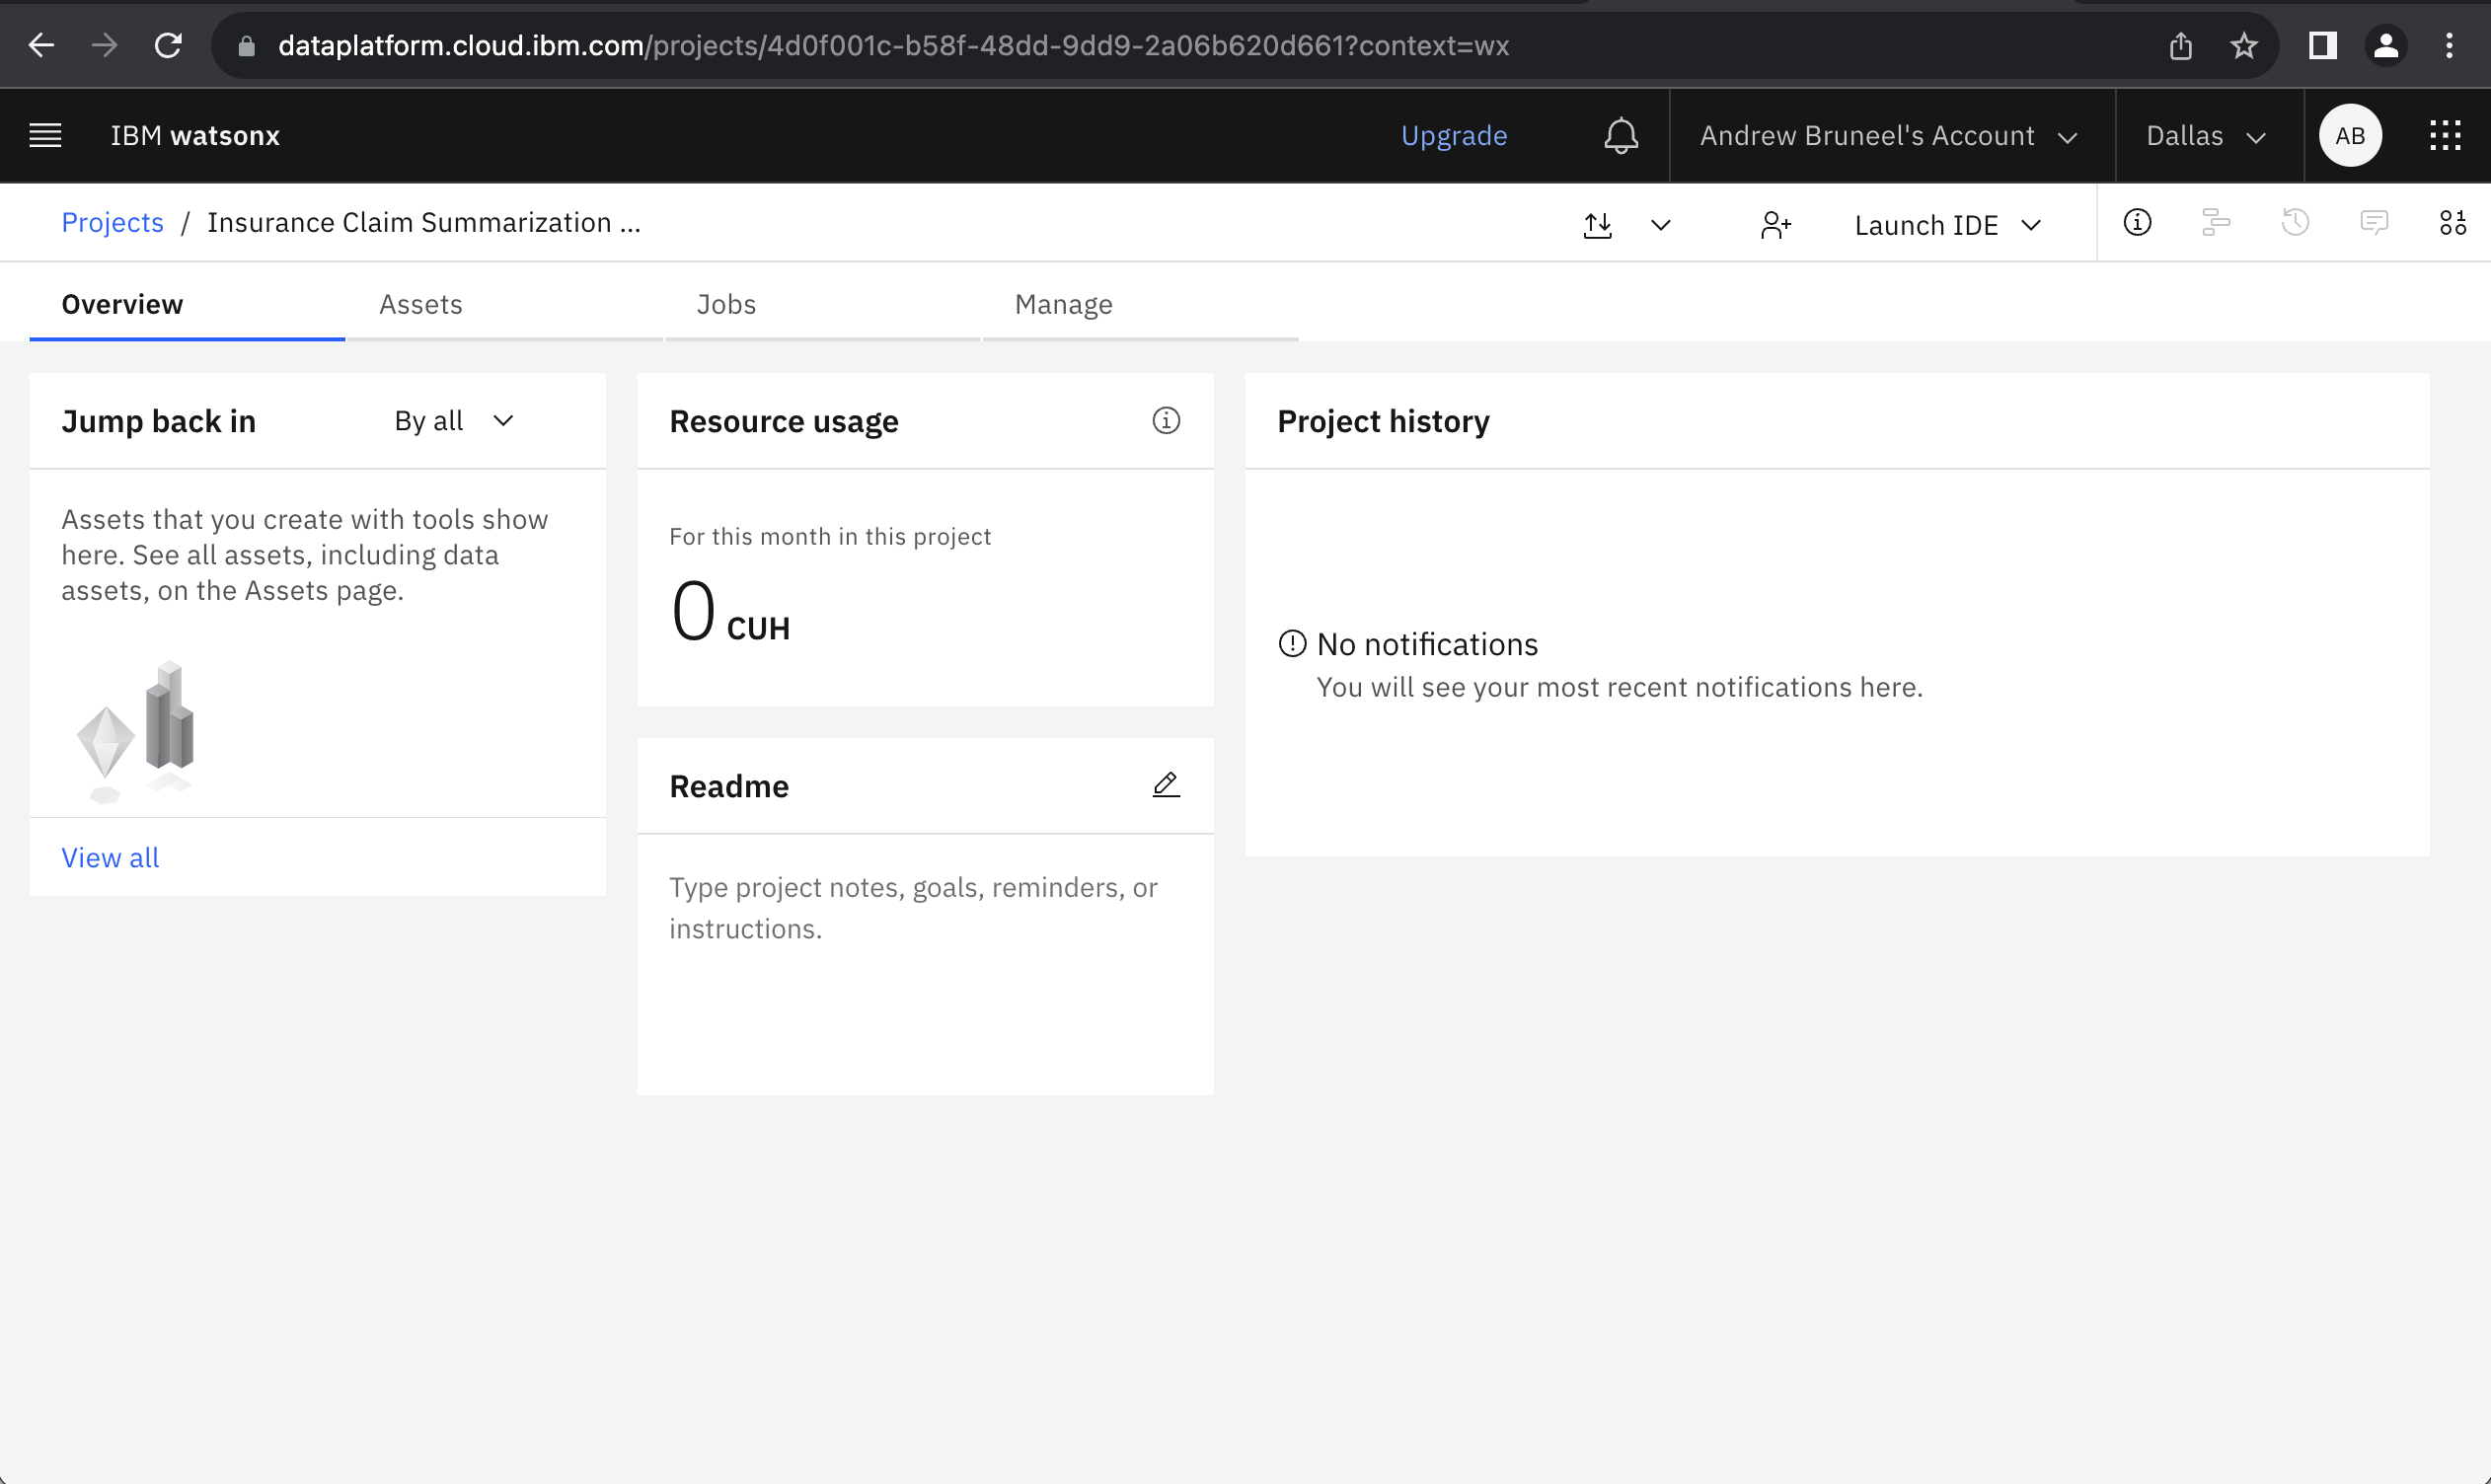 dataplatform.cloud.ibm.com/projects/4d0f001c-b58f-48dd-9dd9-2a06b620d661?context=wx
IBM watsonx
Upgrade
Andrew Bruneel's Account
Dallas
AB
Projects / Insurance Claim Summarization ...
Launch IDE
Overview
Assets
Jobs
Manage
Jump back in
By all
Assets that you create with tools show
here. See all assets, including data
assets, on the Assets page.
View all
Resource usage
For this month in this project
0 CUH
Readme
Type project notes, goals, reminders, or
instructions.
Project history
No notifications
You will see your most recent notifications here.